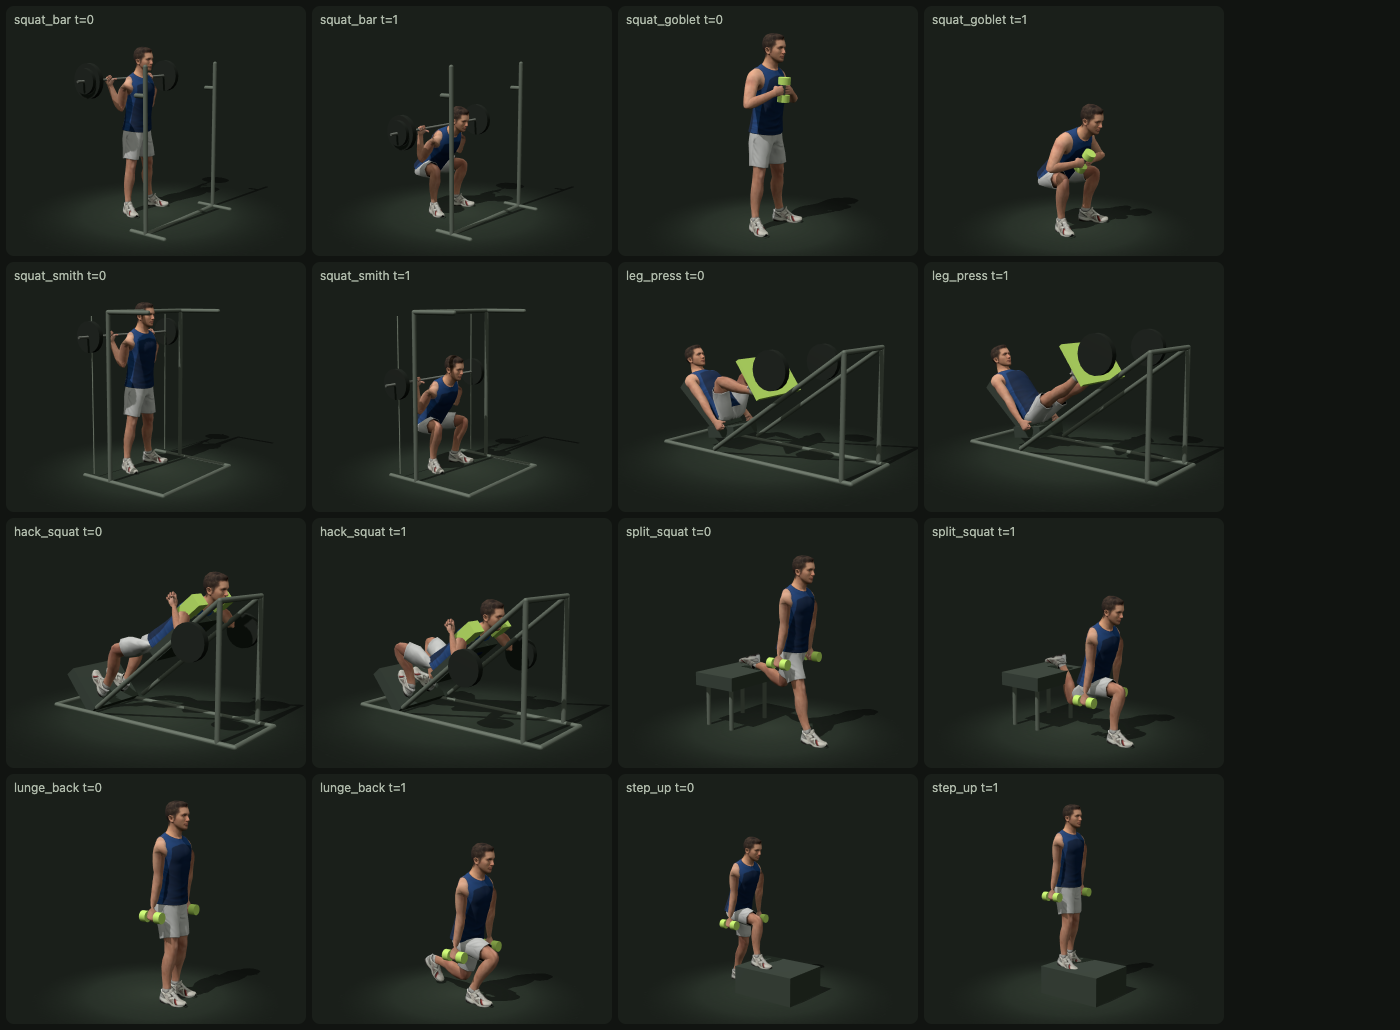 squat_bar t=0
squat_bar t=1
squat_goblet t=0
squat_goblet t=1
squat_smith t=0
squat_smith t=1
leg_press t=0
leg_press t=1
hack_squat t=0
hack_squat t=1
split_squat t=0
split_squat t=1
lunge_back t=0
lunge_back t=1
step_up t=0
step_up t=1